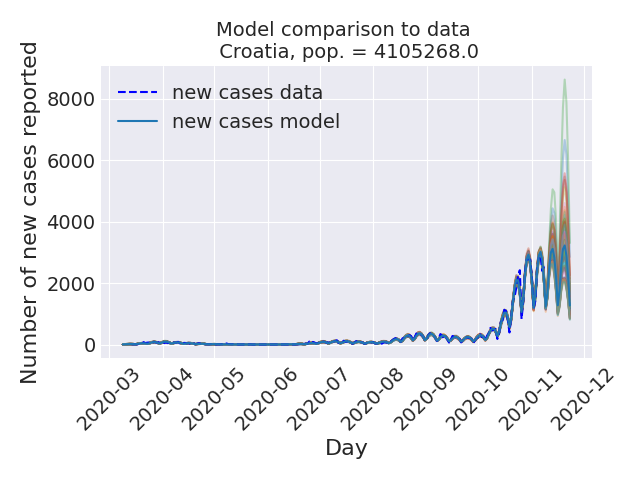 Model comparison to data
Croatia, pop. = 4105268.0
Number of new cases reported
8000
6000
4000
2000
0
new cases data
new cases model
2020-03
2020-04
2020-05
2020-06
2020-07
2020-08
2020-09
2020-10
2020-11
2020-12
Day